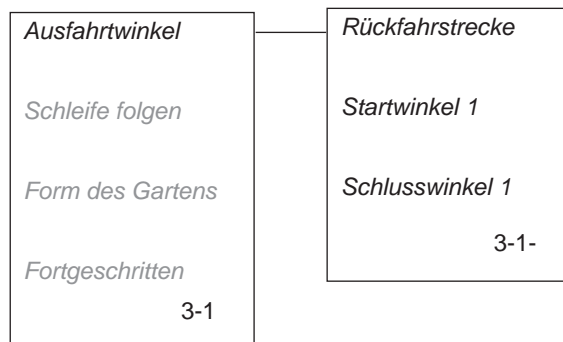 Ausfahrtwinkel
Schleife folgen
Form des Gartens
Fortgeschritten
3-1
Rückfahrstrecke
Startwinkel 1
Schlusswinkel 1
3-1-